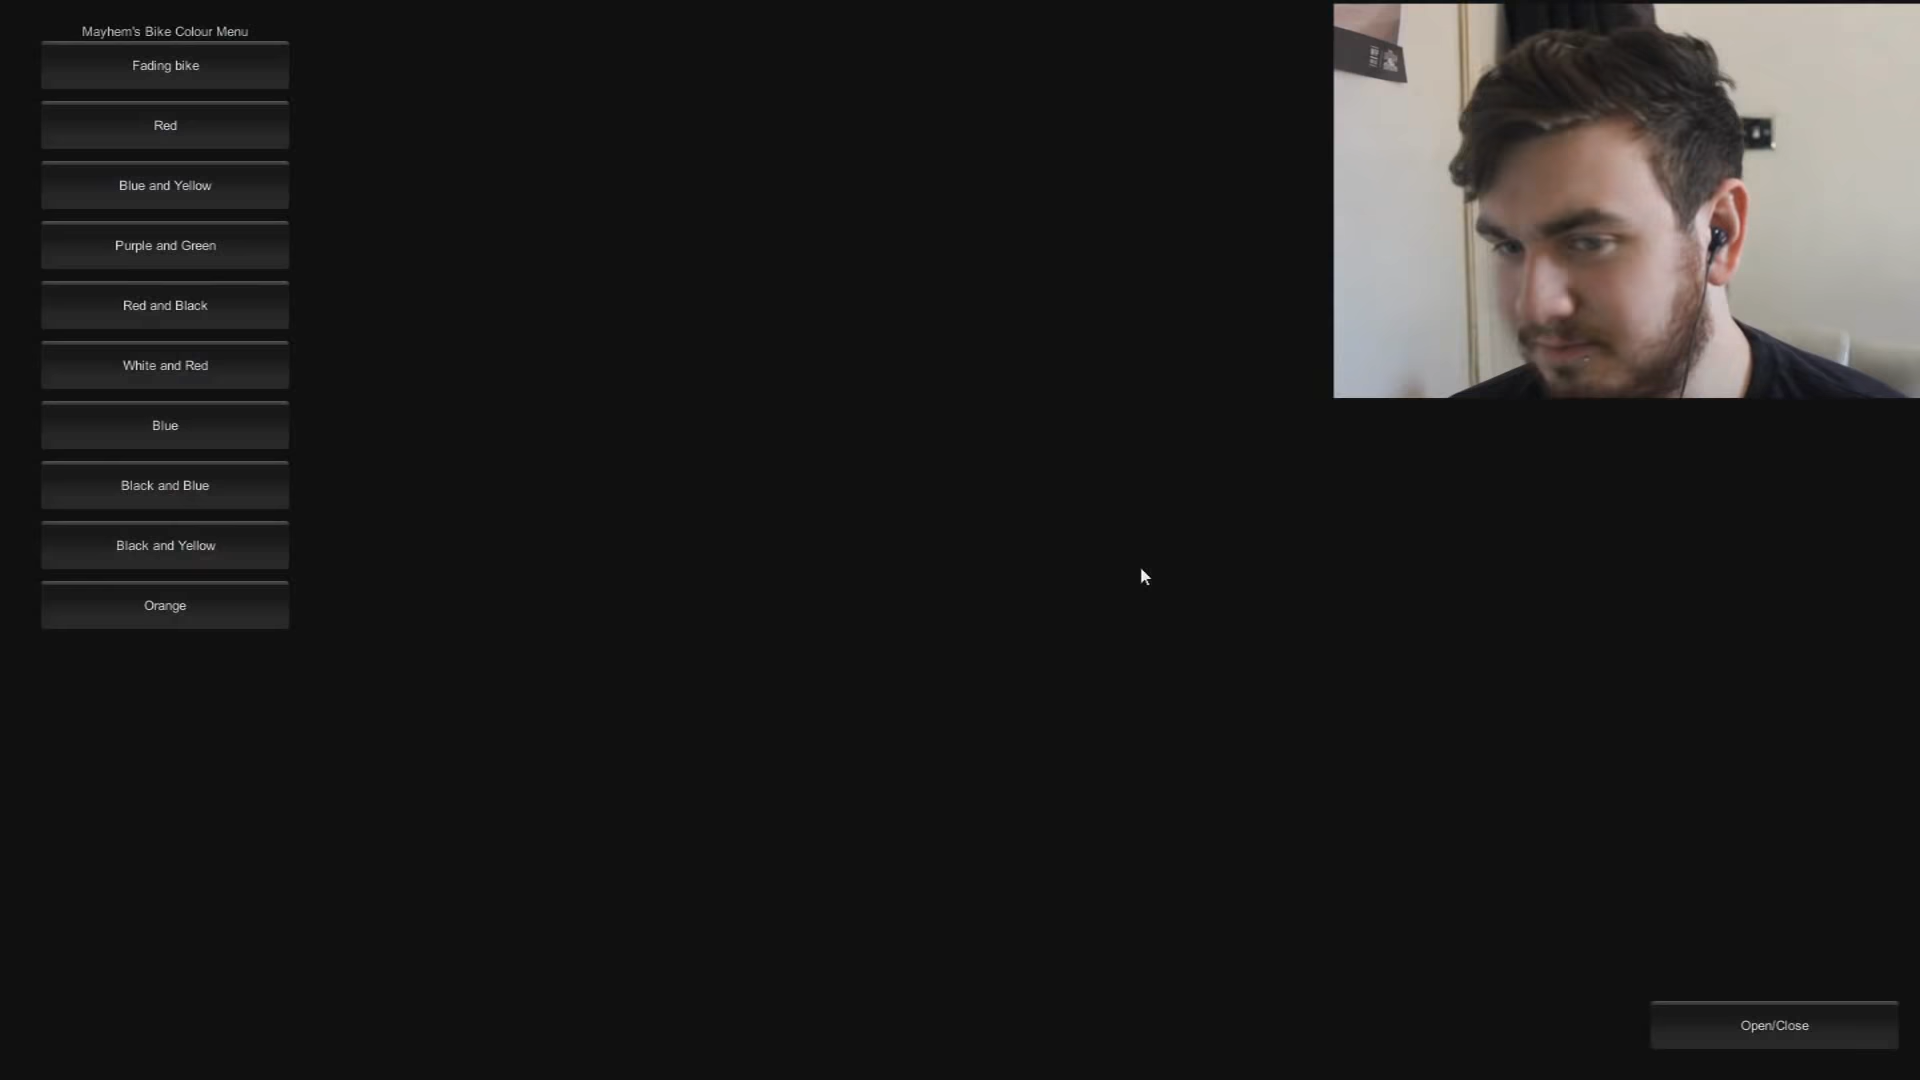 Mayhem's Bike Colour Menu
Fading bike
Red
Blue and Yellow
Purple and Green
Red and Black
White and Red
Blue
Black and Blue
Black and Yellow
Orange
Open/Close